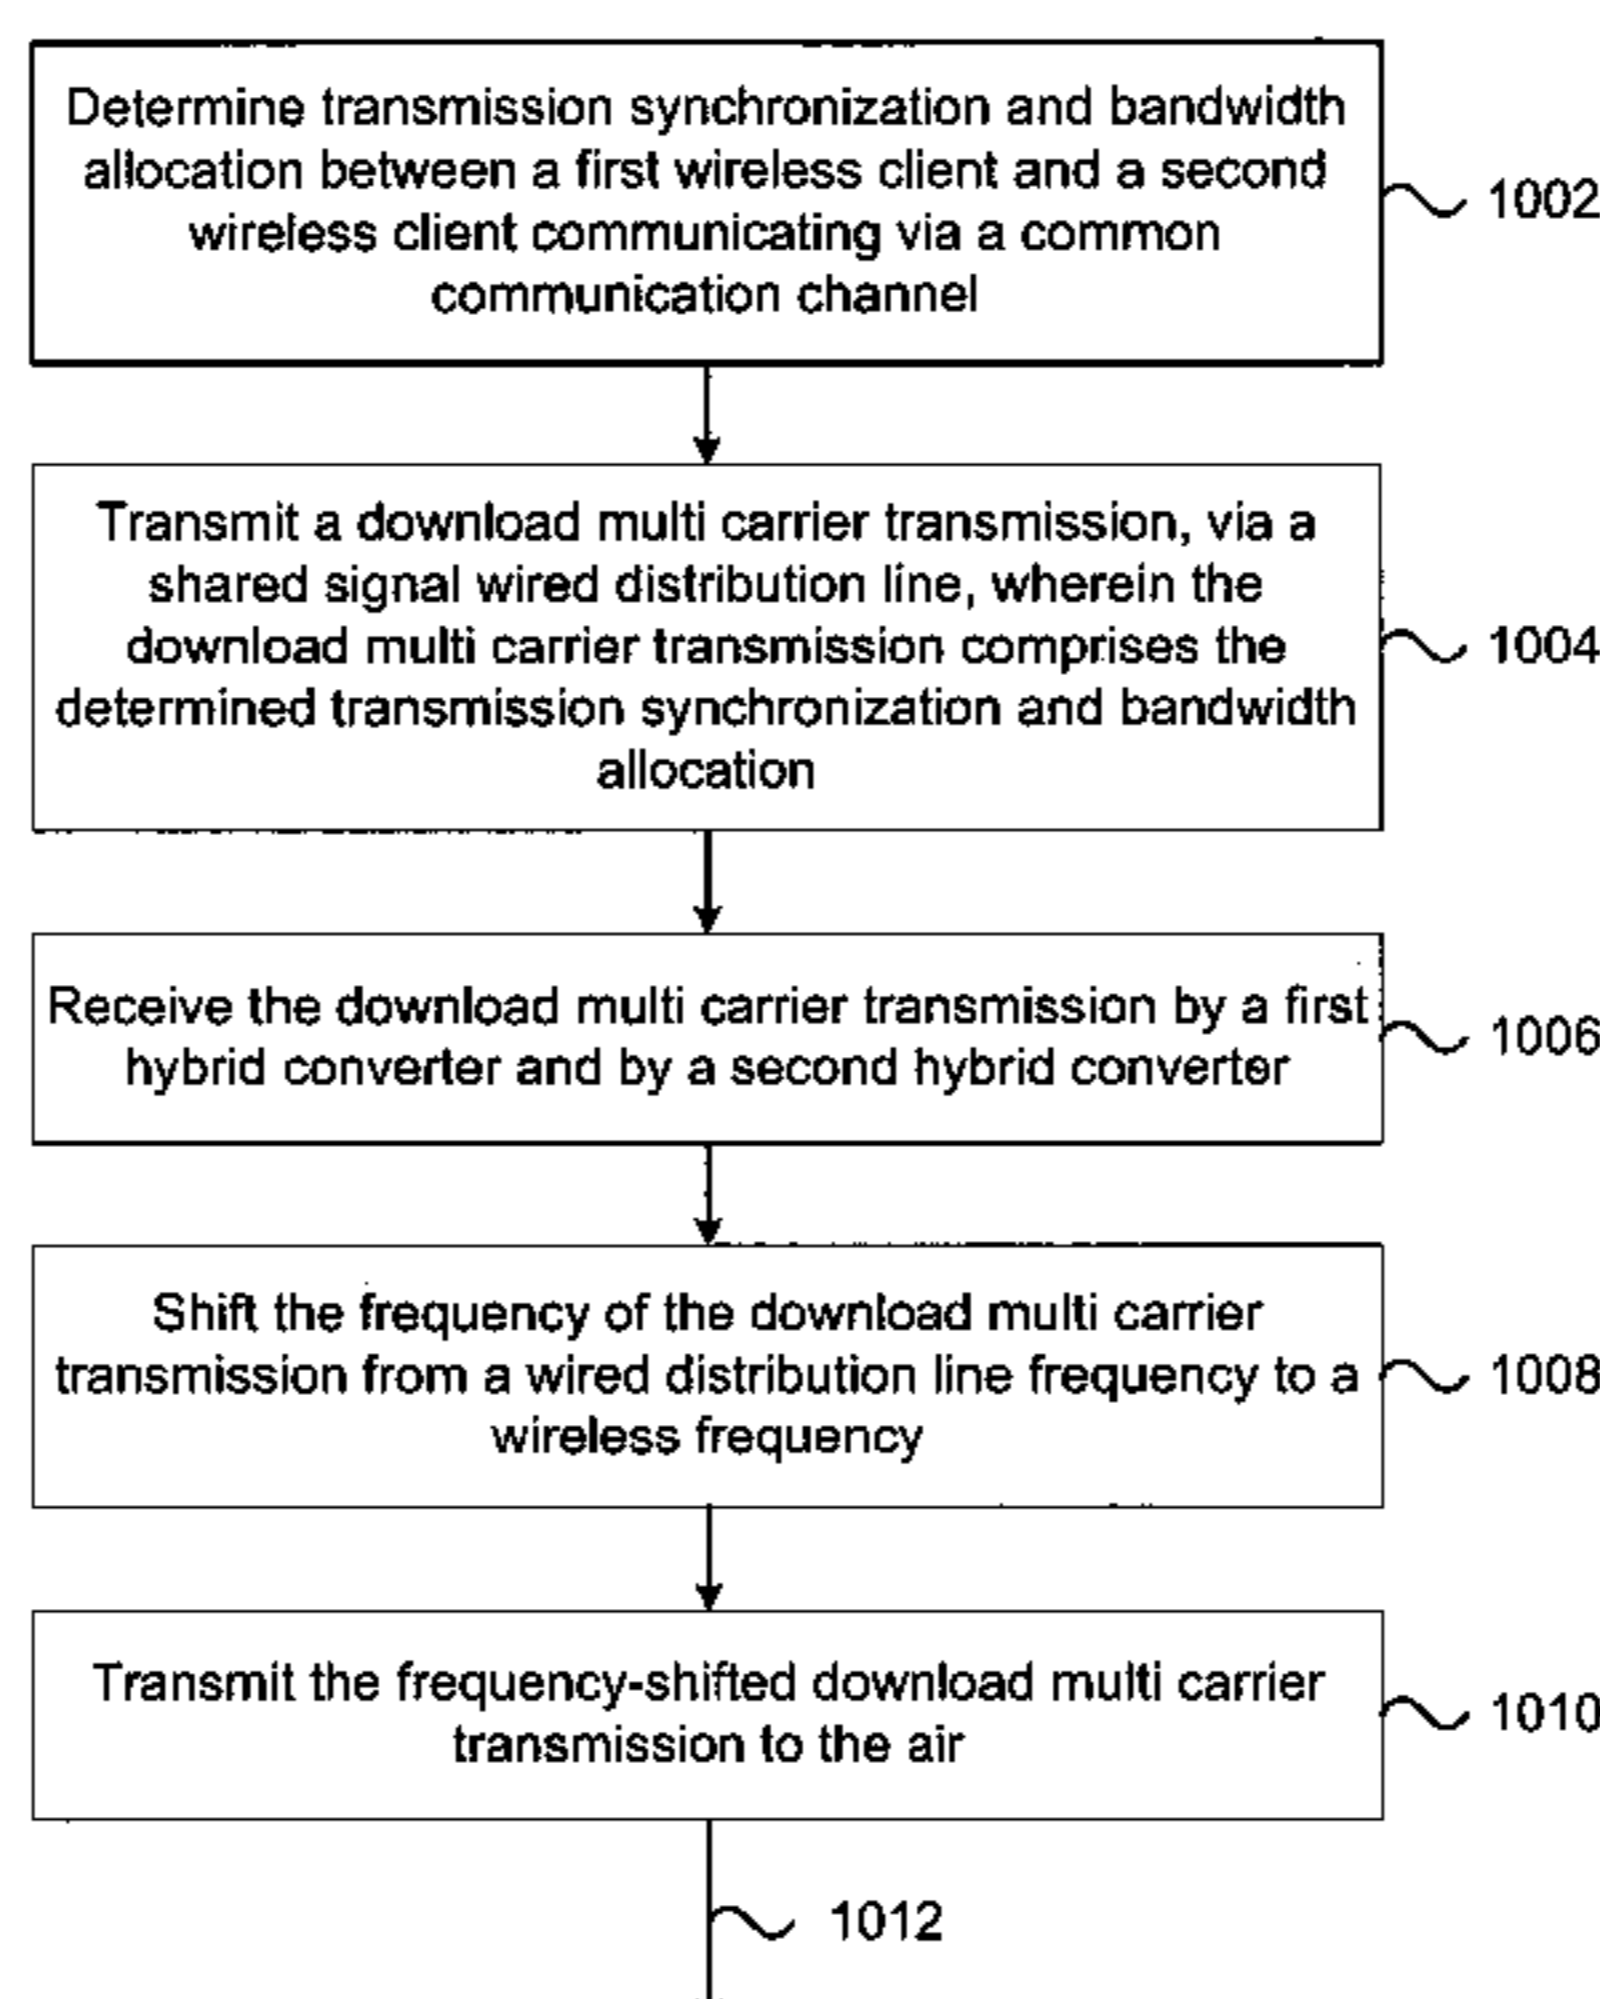 Determine transmission synchronization and bandwidth
allocation between a first wireless client and a second
wireless client communicating via a common
communication channel
1002
Transmit a download multi carrier transmission, via a
shared signal wired distribution line, wherein the
download multi carrier transmission comprises the
determined transmission synchronization and bandwidth
allocation
1004
Receive the download multi carrier transmission by a first
hybrid converter and by a second hybrid converter
1006
Shift the frequency of the download multi carrier
transmission from a wired distribution line frequency to a
wireless frequency
1008
Transmit the frequency-shifted download multi carrier
transmission to the air
1010
1012